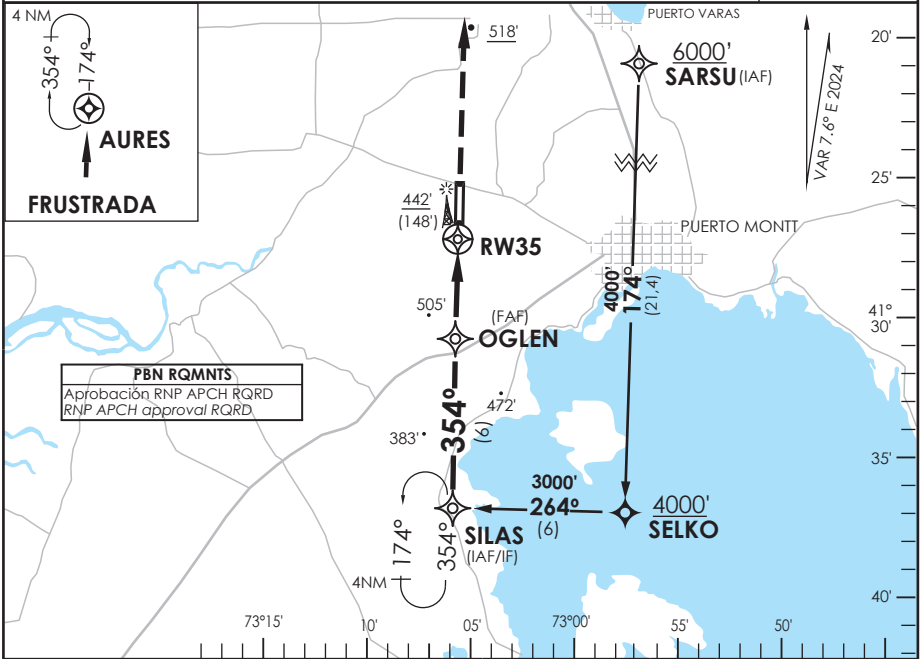 4 NM
354°
174°
AURES
FRUSTRADA
518'
PUERTO VARAS
6000'
SARSU (IAF)
VAR 7.6° E 2024
20'
25'
442'
(148')
RW35
PUERTO MONTT
4000'
174°
(21,4)
505'
(FAF)
OGLEN
41°
30'
PBN RQMNTS
Aprobación RNP APCH RQRD
RNP APCH approval RQRD
354°
(6)
472'
383'
35'
3000'
264°
(6)
4000'
SELKO
SILAS
(IAF/IF)
174°
354°
4NM
40'
73°15'
10'
05'
73°00'
55'
50'